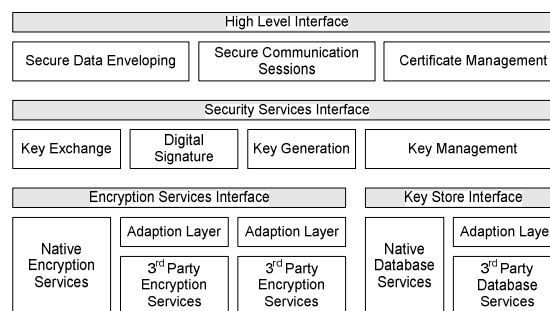 High Level Interface
Secure Data Enveloping
Secure Communication
Sessions
Certificate Management
Security Services Interface
Key Exchange
Digital
Signature
Key Generation
Key Management
Encryption Services Interface
Key Store Interface
Native
Encryption
Services
Adaption Layer
3rd Party
Encryption
Services
Adaption Layer
3rd Party
Encryption
Services
Native
Database
Services
Adaption Laye
3rd Party
Database
Services